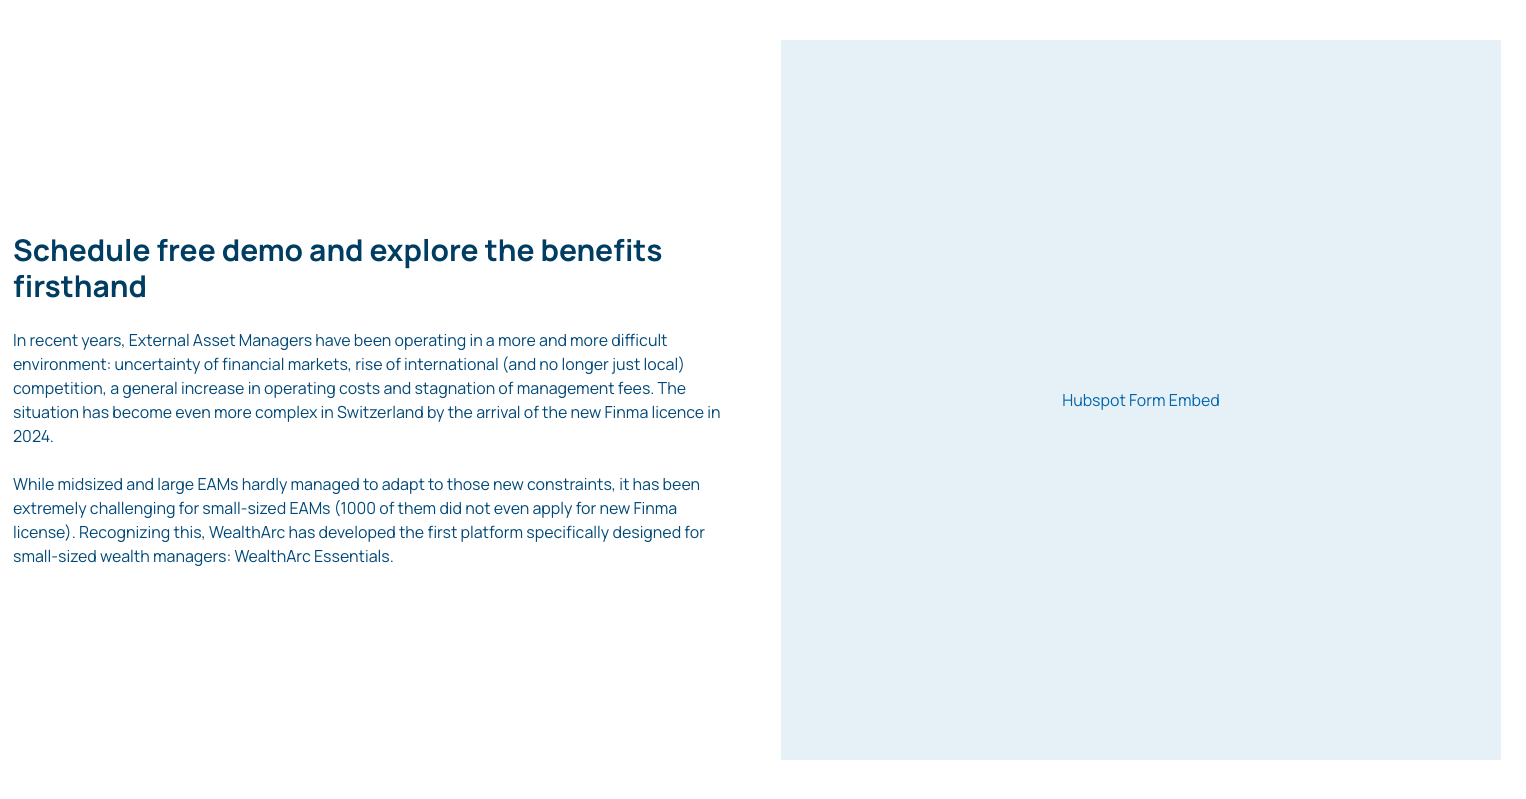 Schedule free demo and explore the benefits
firsthand
In recent years, External Asset Managers have been operating in a more and more difficult
environment: uncertainty of financial markets, rise of international (and no longer just local)
competition, a general increase in operating costs and stagnation of management fees. The
situation has become even more complex in Switzerland by the arrival of the new Finma licence in
2024.
While midsized and large EAMs hardly managed to adapt to those new constraints, it has been
extremely challenging for small-sized EAMs (1000 of them did not even apply for new Finma
license). Recognizing this, WealthArc has developed the first platform specifically designed for
small-sized wealth managers: WealthArc Essentials.
Hubspot Form Embed